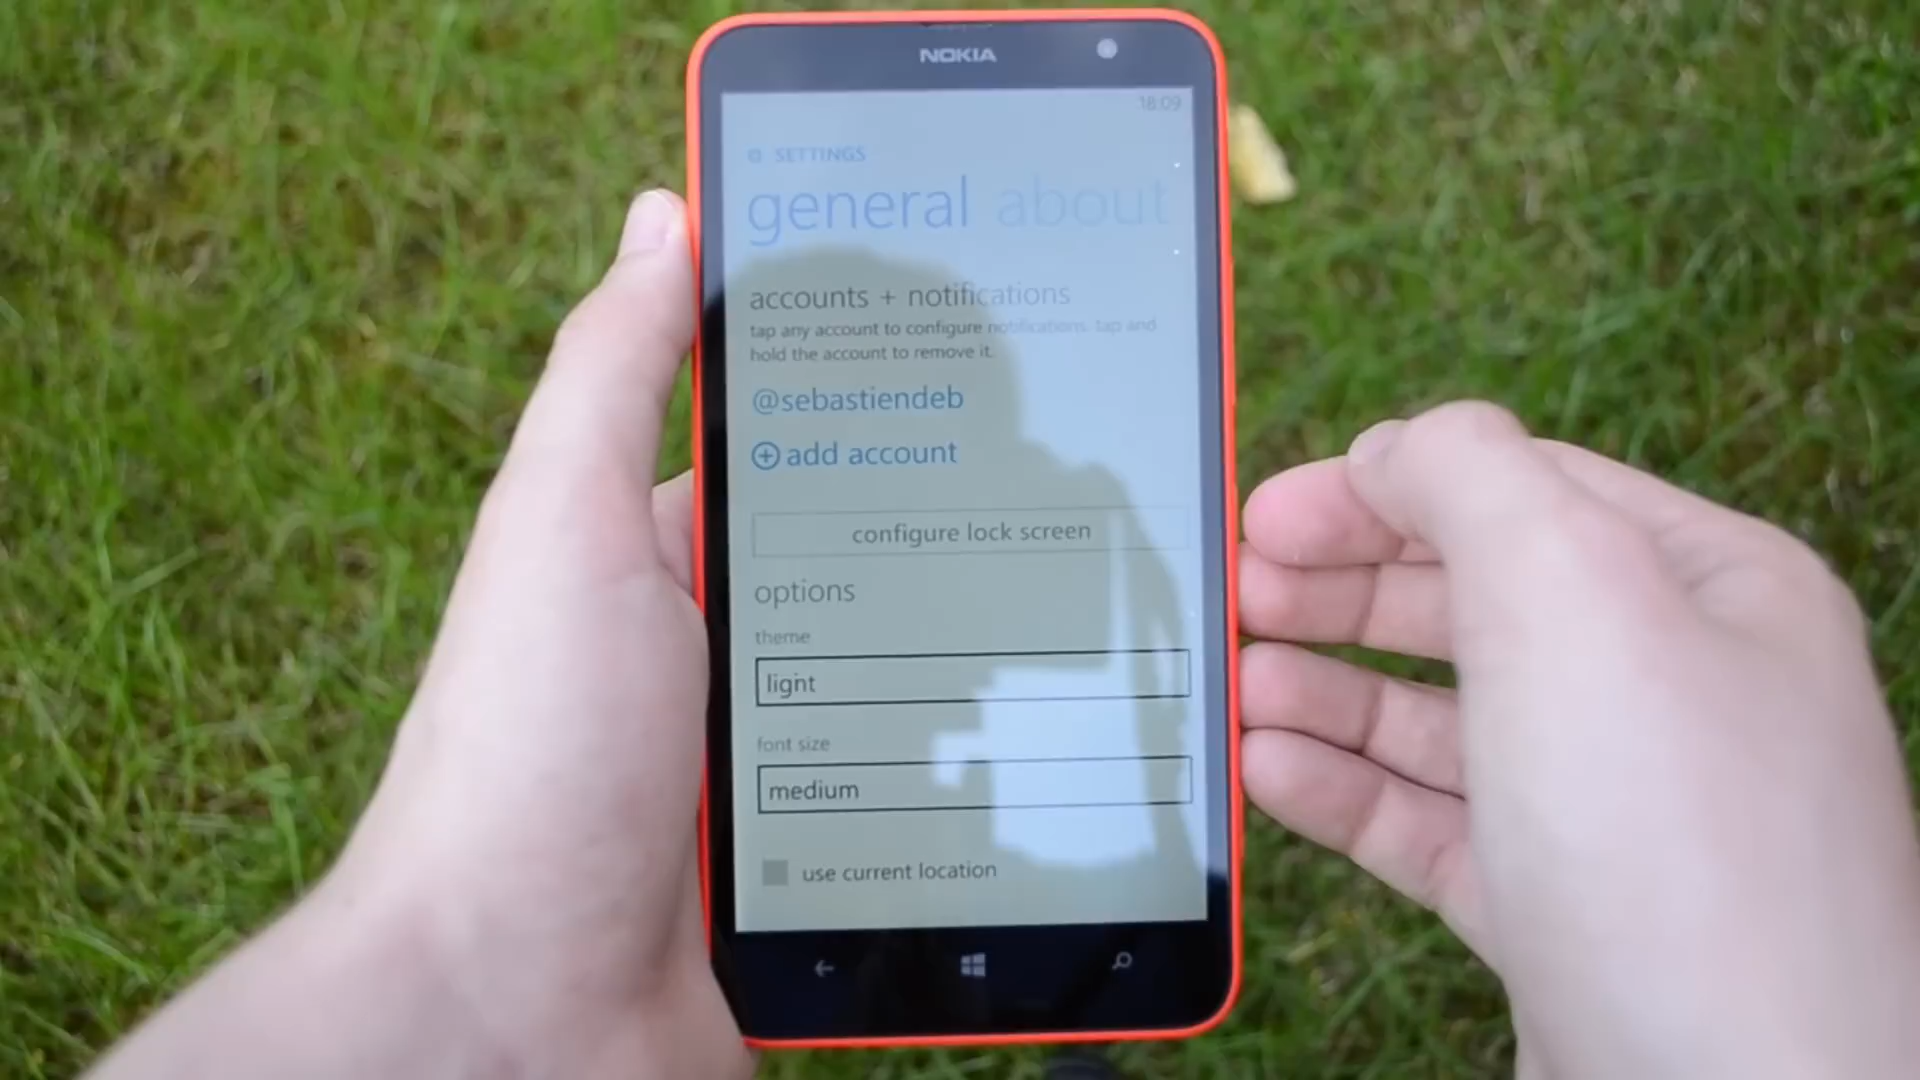 NOKIA
18:09
SETTINGS
general about
accounts + notifications
tap any account to configure notifications. tap and
hold the account to remove it.
@sebastiendeb
add account
configure lock screen
options
theme
light
font size
medium
use current location